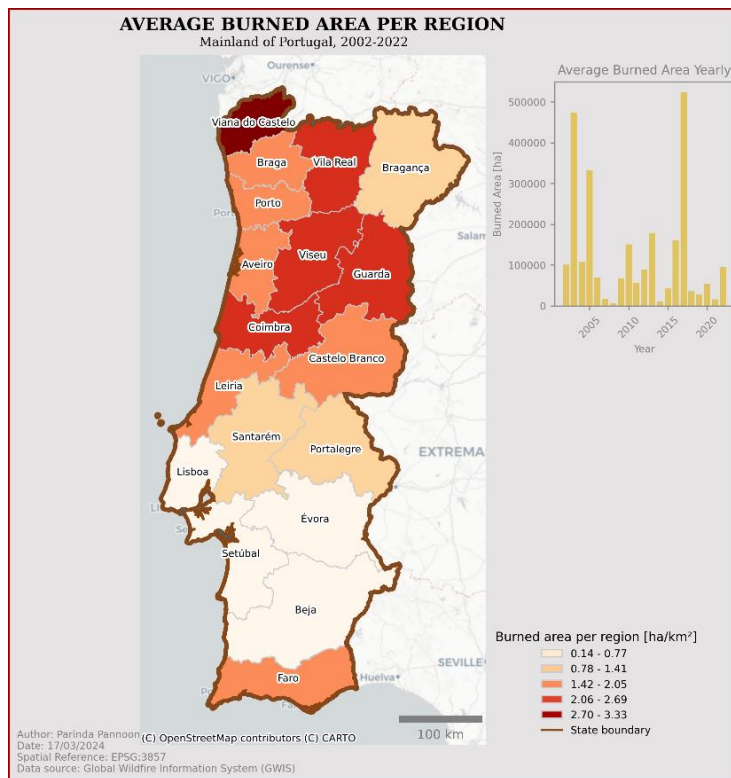 AVERAGE BURNED AREA PER REGION
Mainland of Portugal, 2002-2022
VIGO
Ourense
Viana do Castelo
Braga
Vila Real
Bragança
Porto
Aveiro
Viseu
Guarda
Salam
Coimbra
Castelo Branco
Leiria
Santarém
Portalegre
EXTREMA
Lisboa
Évora
Setúbal
Beja
Faro
Huelva
SEVILLE
Average Burned Area Yearly
Burned Area [ha]
500000
400000
300000
200000
100000
0
2005
2010
2015
2020
Year
Burned area per region [ha/km²]
0.14 - 0.77
0.78 - 1.41
1.42 - 2.05
2.06 - 2.69
2.70 - 3.33
State boundary
100 km
(C) OpenStreetMap contributors (C) CARTO
Author: Parinda Pannoon
Date: 17/03/2024
Spatial Reference: EPSG:3857
Data source: Global Wildfire Information System (GWIS)